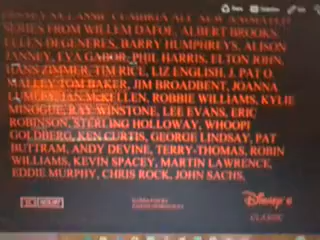 SERIES FROM WILLEM DAFOE, ALBERT BROOKS,
ELLEN DEGENERES, BARRY HUMPHREYS, ALISON
JANNEY, EVA GABOR, PHIL HARRIS, ELTON JOHN,
HANS ZIMMER, TIM RICE, LIZ ENGLISH, J. PAT O
MALLEY, TOM BAKER, JIM BROADBENT, JOANNA
IAN MCKELLEN, ROBBIE WILLIAMS, KYLIE
MINOGUE, RAY WINSTONE, LEE EVANS, ERIC
ROBINSON, STERLING HOLLOWAY, WHOOPI
GOLDBERG, KEN CURTIS, GEORGE LINDSAY, PAT
BUTTRAM, ANDY DEVINE, TERRY-THOMAS, ROBIN
WILLIAMS, KEVIN SPACEY, MARTIN LAWRENCE,
EDDIE MURPHY, CHRIS ROCK, JOHN SACHS,
DOLBY
Disney's
CLASSIC